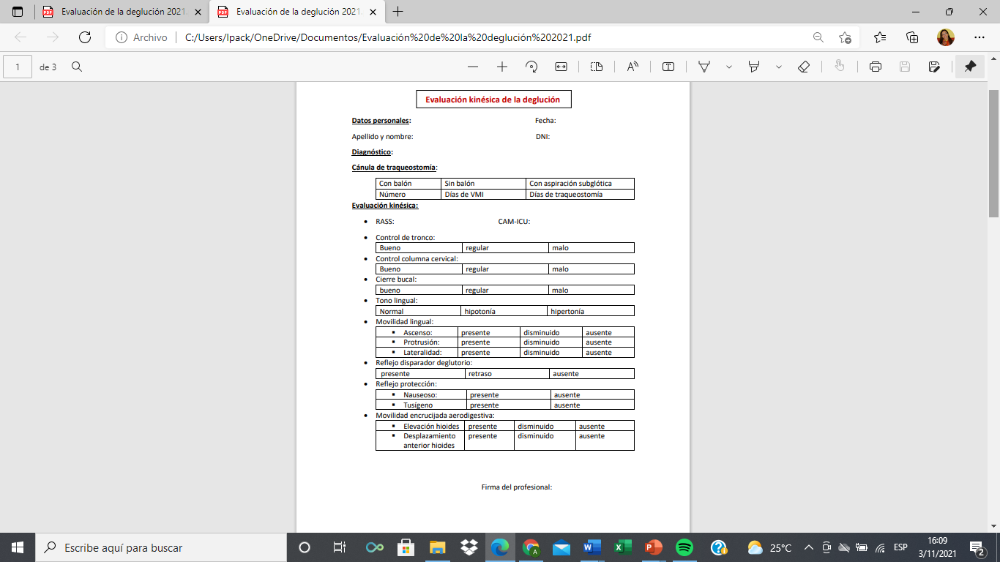 Evaluación de la deglución 2021.
Evaluación de la deglución 2021.
Archivo C:/Users/Ipack/OneDrive/Documentos/Evaluación%20de%20la%20deglución%202021.pdf
1 de 3
Evaluación kinésica de la deglución
Datos personales: Fecha:
Apellido y nombre: DNI:
Diagnóstico:
Cánula de traqueostomía:
Con balón Sin balón Con aspiración subglótica
Número Días de VMI Días de traqueostomía
Evaluación kinésica:
• RASS: CAM-ICU:
• Control de tronco:
Bueno regular malo
• Control columna cervical:
Bueno regular malo
• Cierre bucal:
bueno regular malo
• Tono lingual:
Normal hipotonía hipertonía
• Movilidad lingual:
▪ Ascenso: presente disminuido ausente
▪ Protrusión: presente disminuido ausente
▪ Lateralidad: presente disminuido ausente
• Reflejo disparador deglutorio:
presente retraso ausente
• Reflejo protección:
▪ Nauseoso: presente ausente
▪ Tusígeno presente ausente
• Movilidad encrucijada aerodigestiva:
▪ Elevación hioides presente disminuido ausente
▪ Desplazamiento presente disminuido ausente
anterior hioides
Firma del profesional:
Escribe aquí para buscar
25°C
ESP
16:09
3/11/2021
2